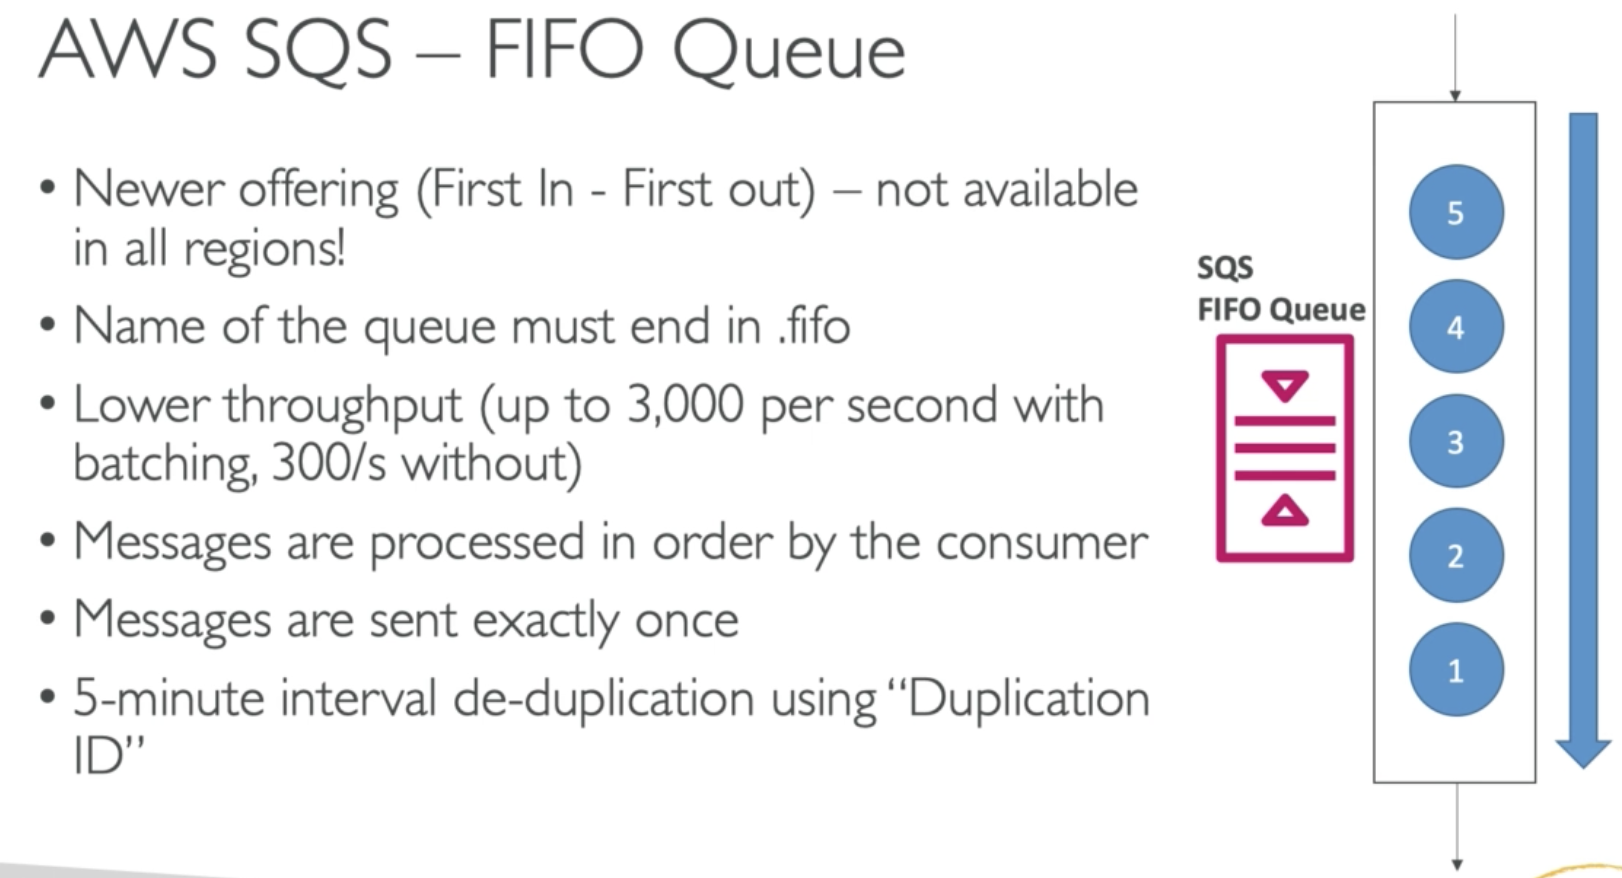 AWS SQS – FIFO Queue
• Newer offering (First In - First out) – not available
in all regions!
• Name of the queue must end in .fifo
• Lower throughput (up to 3,000 per second with
batching, 300/s without)
• Messages are processed in order by the consumer
• Messages are sent exactly once
• 5-minute interval de-duplication using “Duplication
ID”
SQS
FIFO Queue
5
4
3
2
1